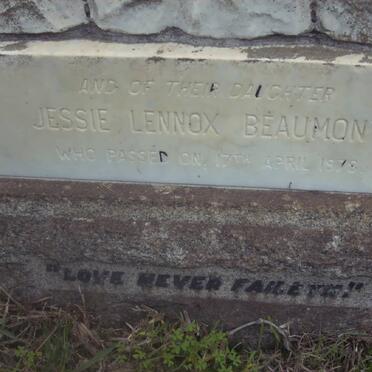 AND OF THEIR DAUGHTER
JESSIE LENNOX BEAUMON
WHO PASSED ON 17TH APRIL
"LOVE NEVER FAILETH."